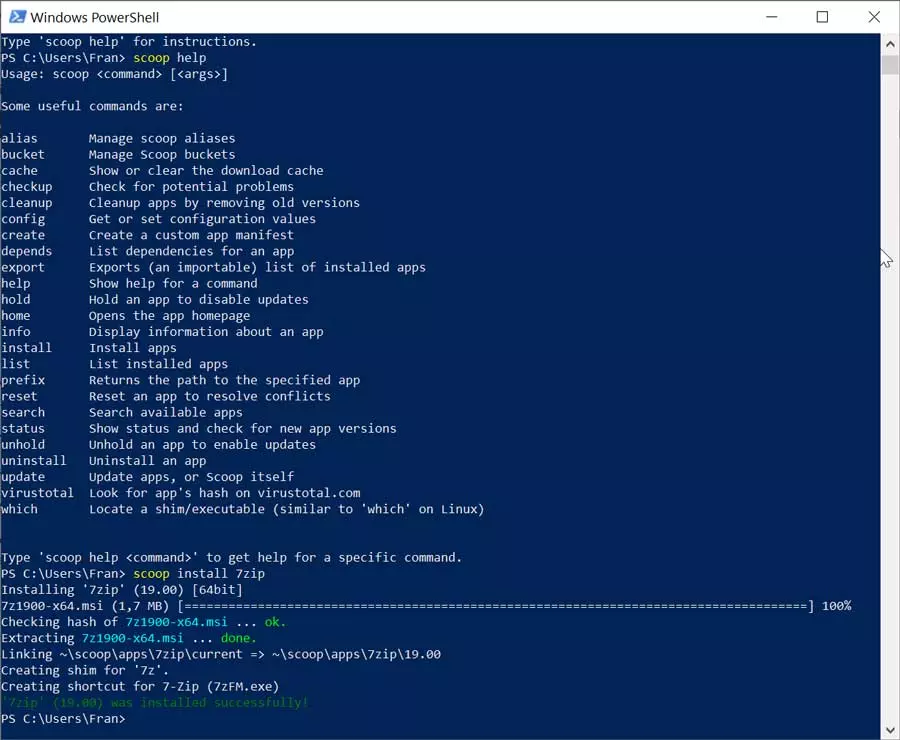 Windows PowerShell
Type 'scoop help' for instructions.
PS C:\Users\Fran> scoop help
Usage: scoop <command> [<args>]
Some useful commands are:
alias       Manage scoop aliases
bucket      Manage Scoop buckets
cache       Show or clear the download cache
checkup     Check for potential problems
cleanup     Cleanup apps by removing old versions
config      Get or set configuration values
create      Create a custom app manifest
depends     List dependencies for an app
export      Exports (an importable) list of installed apps
help        Show help for a command
hold        Hold an app to disable updates
home        Opens the app homepage
info        Display information about an app
install     Install apps
list        List installed apps
prefix      Returns the path to the specified app
reset       Reset an app to resolve conflicts
search      Search available apps
status      Show status and check for new app versions
unhold      Unhold an app to enable updates
uninstall   Uninstall an app
update      Update apps, or Scoop itself
virustotal  Look for app's hash on virustotal.com
which       Locate a shim/executable (similar to 'which' on Linux)
Type 'scoop help <command>' to get help for a specific command.
PS C:\Users\Fran> scoop install 7zip
Installing '7zip' (19.00) [64bit]
7z1900-x64.msi (1,7 MB) [=====================================================================================] 100%
Checking hash of 7z1900-x64.msi ... ok.
Extracting 7z1900-x64.msi ... done.
Linking ~\scoop\apps\7zip\current => ~\scoop\apps\7zip\19.00
Creating shim for '7z'.
Creating shortcut for 7-Zip (7zFM.exe)
'7zip' (19.00) was installed successfully!
PS C:\Users\Fran>